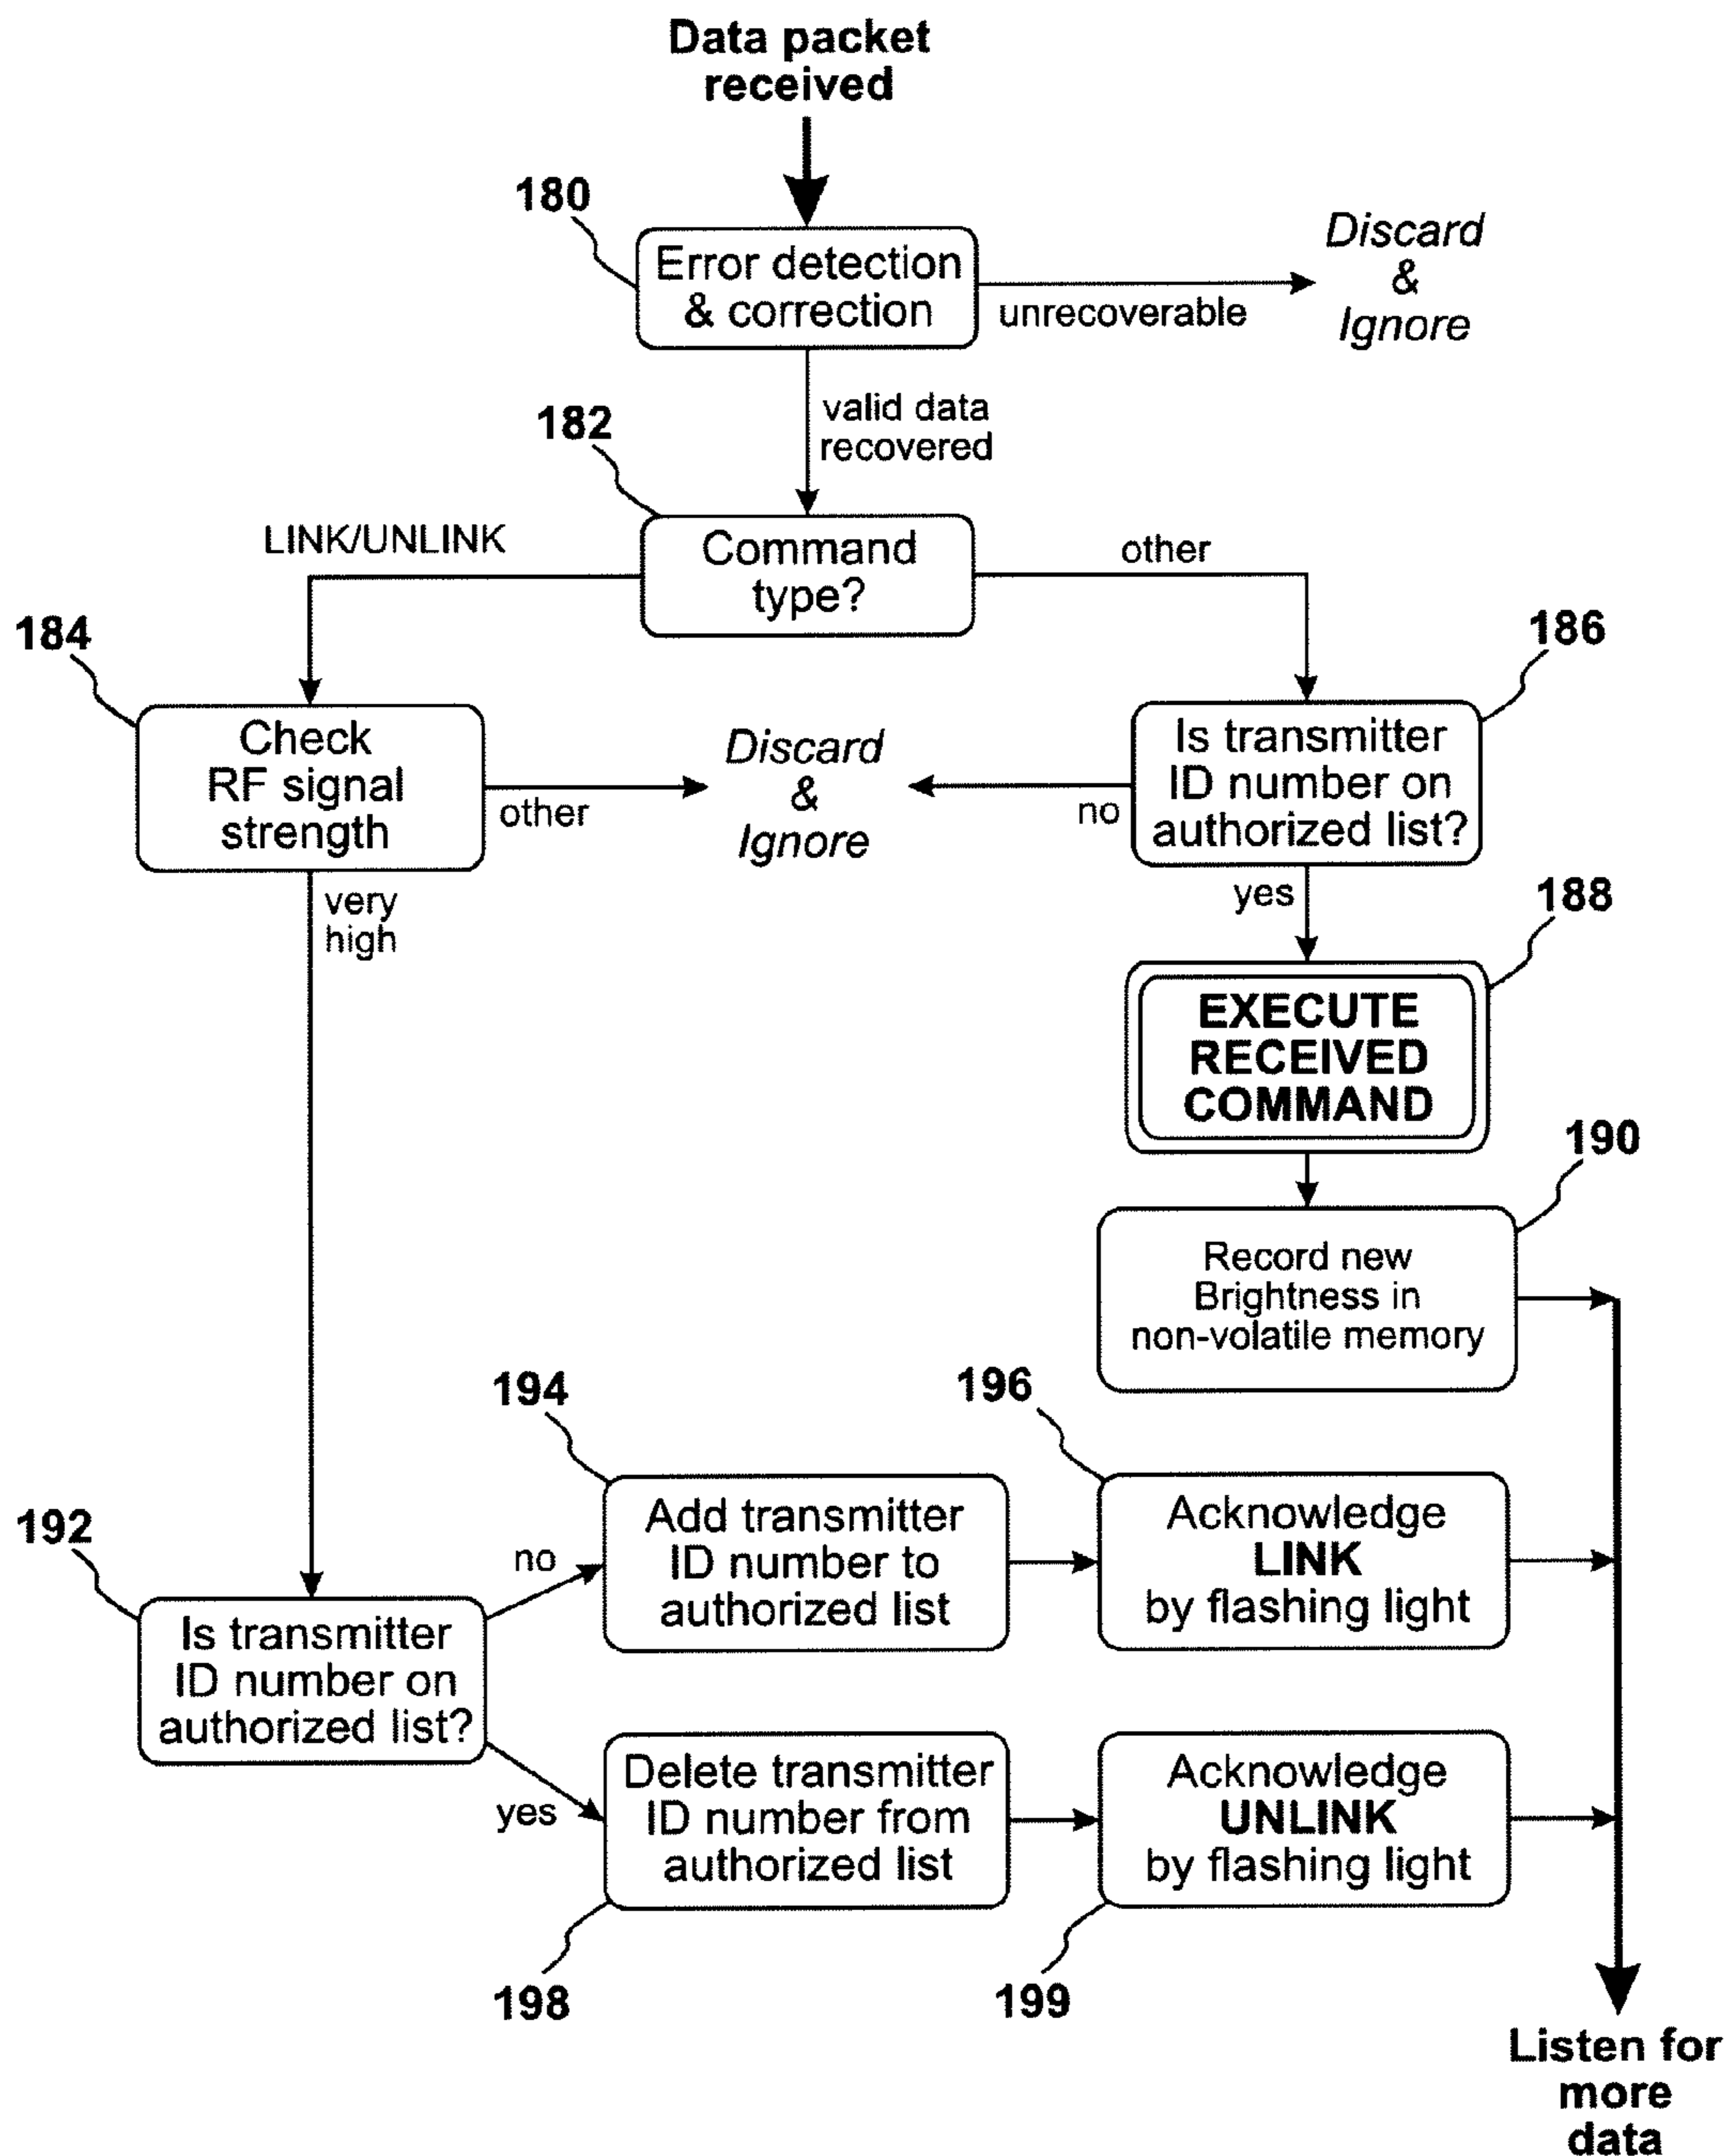 Data packet
received
180
Error detection
& correction
unrecoverable
Discard
&
Ignore
valid data
recovered
182
LINK/UNLINK
Command
type?
other
184
186
Check
RF signal
strength
other
Discard
&
Ignore
no
Is transmitter
ID number on
authorized list?
very
high
yes
188
EXECUTE
RECEIVED
COMMAND
190
Record new
Brightness in
non-volatile memory
194
196
192
no
Add transmitter
ID number to
authorized list
Acknowledge
LINK
by flashing light
Is transmitter
ID number on
authorized list?
yes
Delete transmitter
ID number from
authorized list
Acknowledge
UNLINK
by flashing light
198
199
Listen for
more
data